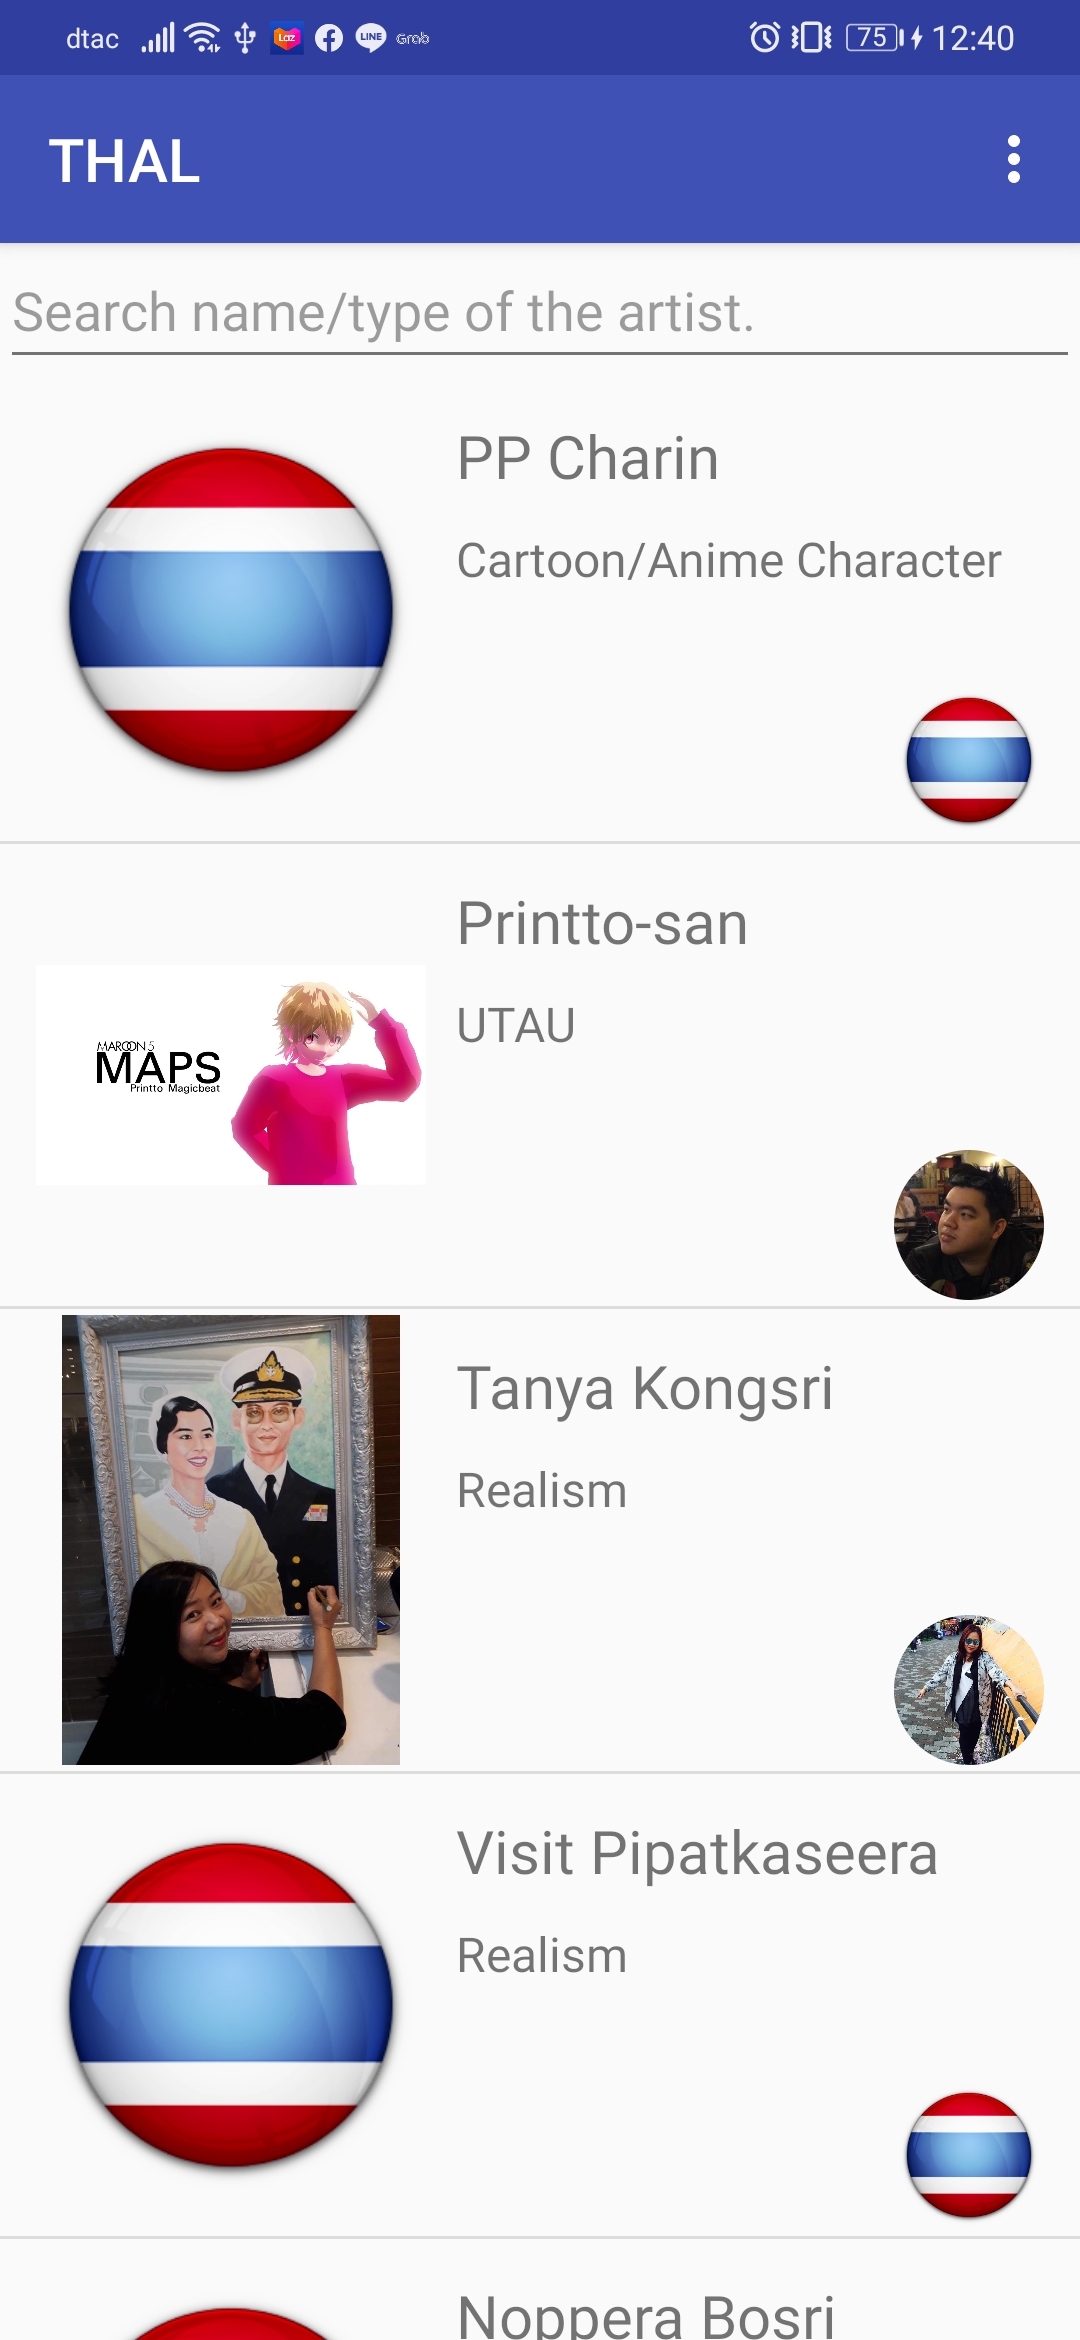 dtac Laz LINE Grab 75 12:40
THAL
Search name/type of the artist.
PP Charin
Cartoon/Anime Character
Printto-san
UTAU
MAROON 5
MAPS
Printto Magicbeat
Tanya Kongsri
Realism
Visit Pipatkaseera
Realism
Noppera Bosri